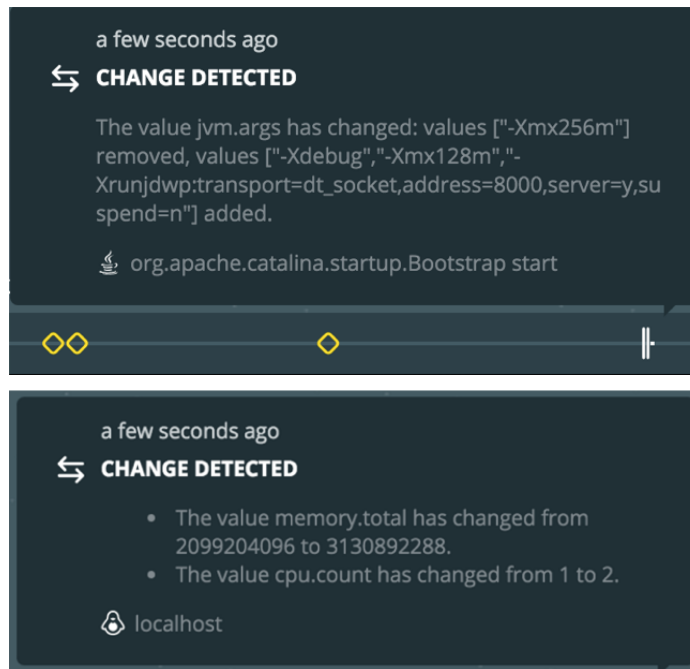 a few seconds ago
CHANGE DETECTED
The value jvm.args has changed: values ["-Xmx256m"]
removed, values ["-Xdebug","-Xmx128m","-
Xrunjdwp:transport=dt_socket,address=8000,server=y,su
spend=n"] added.
org.apache.catalina.startup.Bootstrap start
a few seconds ago
CHANGE DETECTED
• The value memory.total has changed from
2099204096 to 3130892288.
• The value cpu.count has changed from 1 to 2.
localhost